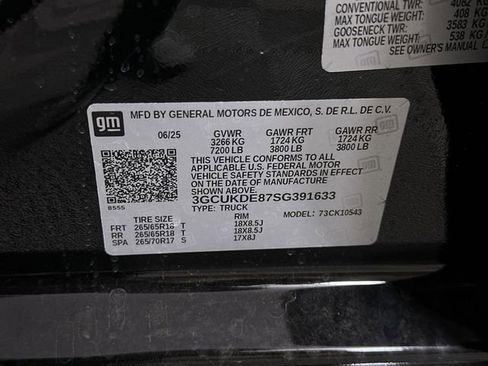 CONVENTIONAL TWR: 4082 KG
MAX TONGUE WEIGHT: 408 KG
GOOSENECK TWR: 3583 KG
MAX TONGUE WEIGHT: 538 KG
SEE OWNER'S MANUAL
gm
MFD BY GENERAL MOTORS DE MEXICO, S. DE R.L. DE C.V.
06/25 GVWR GAWR FRT GAWR RR
3266 KG 1724 KG 1724 KG
7200 LB 3800 LB 3800 LB
THIS VEHICLE CONFORMS TO ALL
APPLICABLE U.S. FEDERAL MOTOR
VEHICLE SAFETY STANDARDS IN EFFECT
ON THE DATE OF MANUFACTURE
SHOWN ABOVE.
3GCUKDE87SG391633
8555 TYPE: TRUCK MODEL: 73CK10543
TIRE SIZE RIM
FRT 265/65R18 T 18X8.5J
RR 265/65R18 T 18X8.5J
SPA 265/70R17 S 17X8J